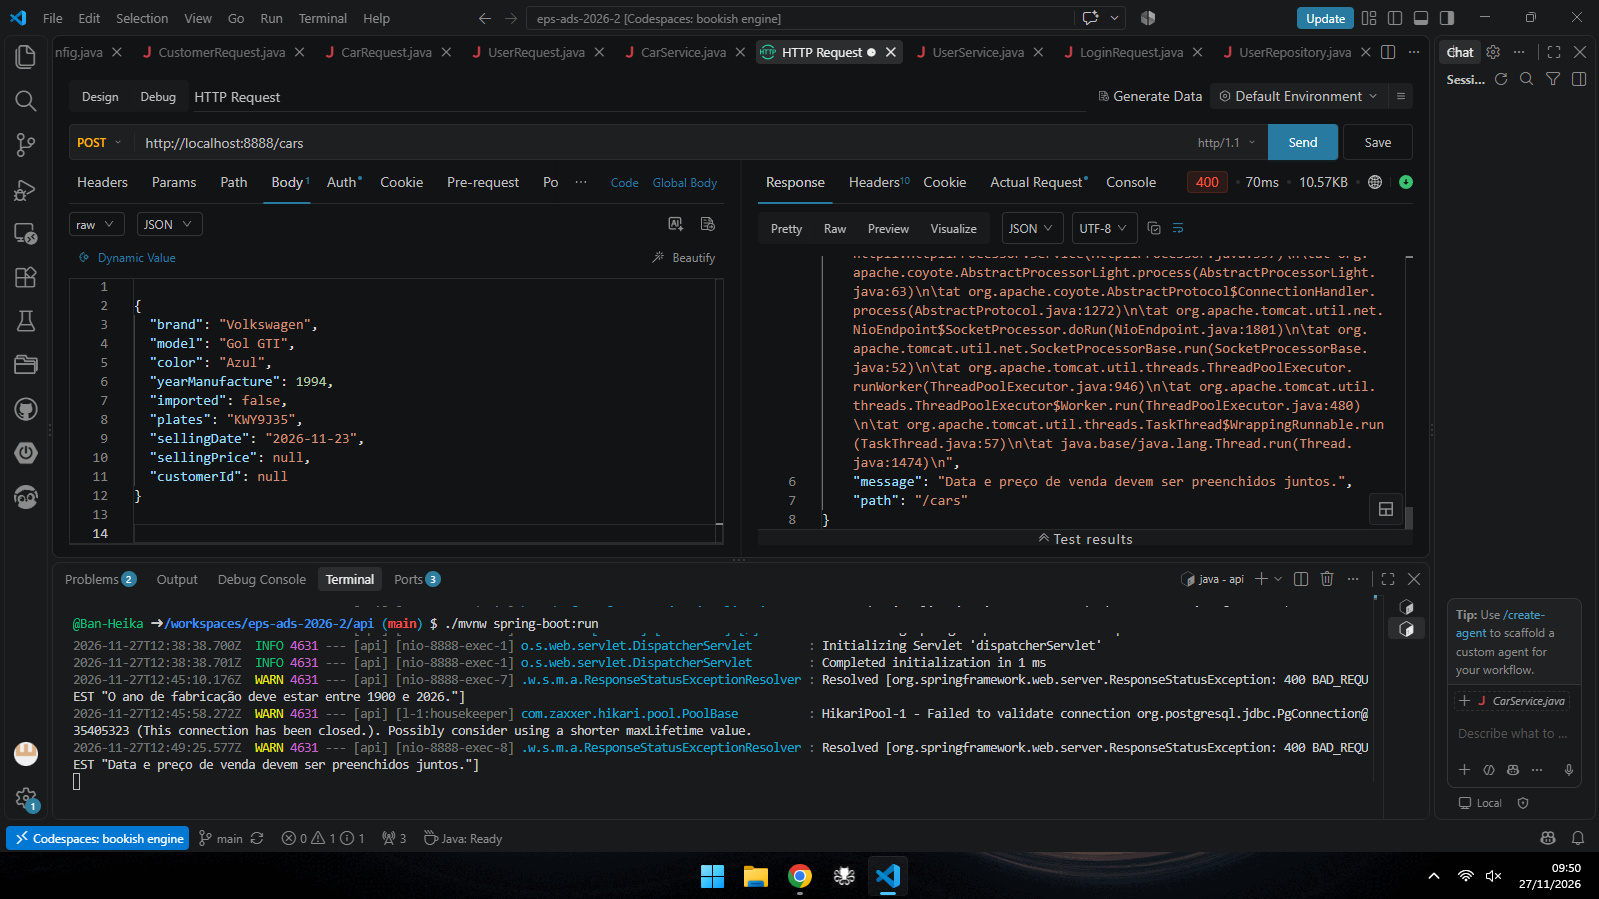 File Edit Selection View Go Run Terminal Help
eps-ads-2026-2 [Codespaces: bookish engine]
Update
nfig.java
CustomerRequest.java
CarRequest.java
UserRequest.java
CarService.java
HTTP Request
UserService.java
LoginRequest.java
UserRepository.java
Design Debug HTTP Request
Generate Data
Default Environment
POST
http://localhost:8888/cars
http/1.1
Send
Save
Headers Params Path Body 1 Auth Cookie Pre-request Po ···
Code Global Body
raw
JSON
Dynamic Value
Beautify
1
2 {
3 "brand": "Volkswagen",
4 "model": "Gol GTI",
5 "color": "Azul",
6 "yearManufacture": 1994,
7 "imported": false,
8 "plates": "KWY9J35",
9 "sellingDate": "2026-11-23",
10 "sellingPrice": null,
11 "customerId": null
12 }
13
14
Response Headers 10 Cookie Actual Request Console
400 • 70ms • 10.57KB
Pretty Raw Preview Visualize
JSON
UTF-8
apache.coyote.AbstractProcessorLight.process(AbstractProcessorLight.
java:63)\n\tat org.apache.coyote.AbstractProtocol$ConnectionHandler.
process(AbstractProtocol.java:1272)\n\tat org.apache.tomcat.util.net.
NioEndpoint$SocketProcessor.doRun(NioEndpoint.java:1801)\n\tat org.
apache.tomcat.util.net.SocketProcessorBase.run(SocketProcessorBase.
java:52)\n\tat org.apache.tomcat.util.threads.ThreadPoolExecutor.
runWorker(ThreadPoolExecutor.java:946)\n\tat org.apache.tomcat.util.
threads.ThreadPoolExecutor$Worker.run(ThreadPoolExecutor.java:480)
\n\tat org.apache.tomcat.util.threads.TaskThread$WrappingRunnable.run
(TaskThread.java:57)\n\tat java.base/java.lang.Thread.run(Thread.
java:1474)\n",
6 "message": "Data e preço de venda devem ser preenchidos juntos.",
7 "path": "/cars"
8 }
Test results
Problems 2 Output Debug Console Terminal Ports 3
java - api
@Ban-Heika ➜/workspaces/eps-ads-2026-2/api (main) $ ./mvnw spring-boot:run
2026-11-27T12:38:38.700Z INFO 4631 --- [api] [nio-8888-exec-1] o.s.web.servlet.DispatcherServlet : Initializing Servlet 'dispatcherServlet'
2026-11-27T12:38:38.701Z INFO 4631 --- [api] [nio-8888-exec-1] o.s.web.servlet.DispatcherServlet : Completed initialization in 1 ms
2026-11-27T12:45:10.176Z WARN 4631 --- [api] [nio-8888-exec-7] .w.s.m.a.ResponseStatusExceptionResolver : Resolved [org.springframework.web.server.ResponseStatusException: 400 BAD_REQU
EST "O ano de fabricação deve estar entre 1900 e 2026."]
2026-11-27T12:45:58.272Z WARN 4631 --- [api] [l-1:housekeeper] com.zaxxer.hikari.pool.PoolBase : HikariPool-1 - Failed to validate connection org.postgresql.jdbc.PgConnection@
35405323 (This connection has been closed.). Possibly consider using a shorter maxLifetime value.
2026-11-27T12:49:25.577Z WARN 4631 --- [api] [nio-8888-exec-8] .w.s.m.a.ResponseStatusExceptionResolver : Resolved [org.springframework.web.server.ResponseStatusException: 400 BAD_REQU
EST "Data e preço de venda devem ser preenchidos juntos."]
Chat
Sessi...
Tip: Use /create-
agent to scaffold a
custom agent for
your workflow.
CarService.java
Describe what to ...
Local
Codespaces: bookish engine
main
0 1 1
3
Java: Ready
1
09:50
27/11/2026